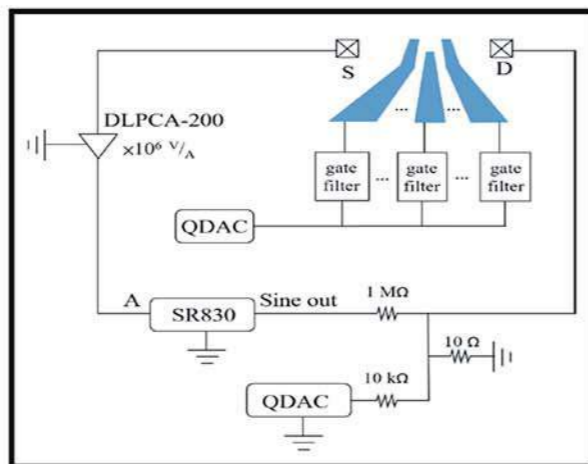 S
D
DLPCA-200
×10⁶ V/A
... ...
gate filter
...
gate filter
...
gate filter
QDAC
A
SR830
Sine out
1 MΩ
10 Ω
10 kΩ
QDAC